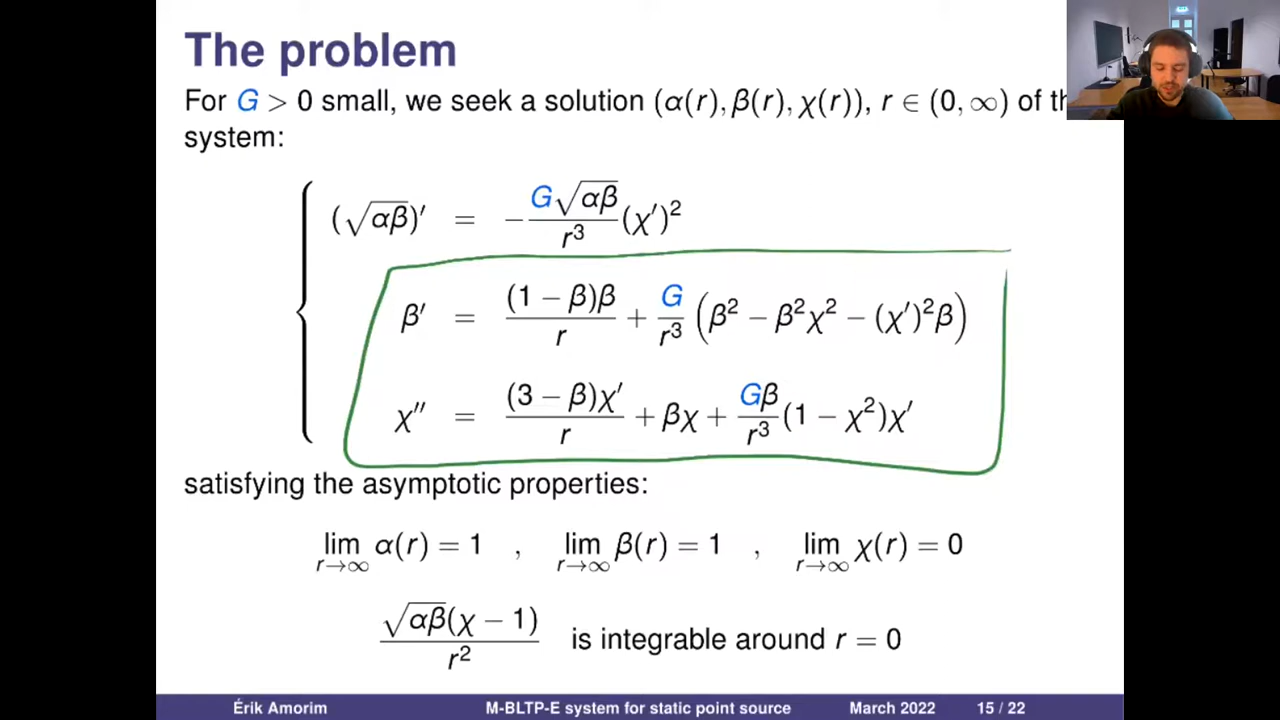 The problem
For G > 0 small, we seek a solution (α(r), β(r), χ(r)), r ∈ (0, ∞) of
system:
(√αβ)′ = − G√αβ / r³ (χ′)²
β′ = (1 − β)β / r + G / r³ (β² − β²χ² − (χ′)²β)
χ″ = (3 − β)χ′ / r + βχ + Gβ / r³ (1 − χ²)χ′
satisfying the asymptotic properties:
lim r→∞ α(r) = 1 , lim r→∞ β(r) = 1 , lim r→∞ χ(r) = 0
√αβ(χ − 1) / r² is integrable around r = 0
Érik Amorim M-BLTP-E system for static point source March 2022 15 / 22